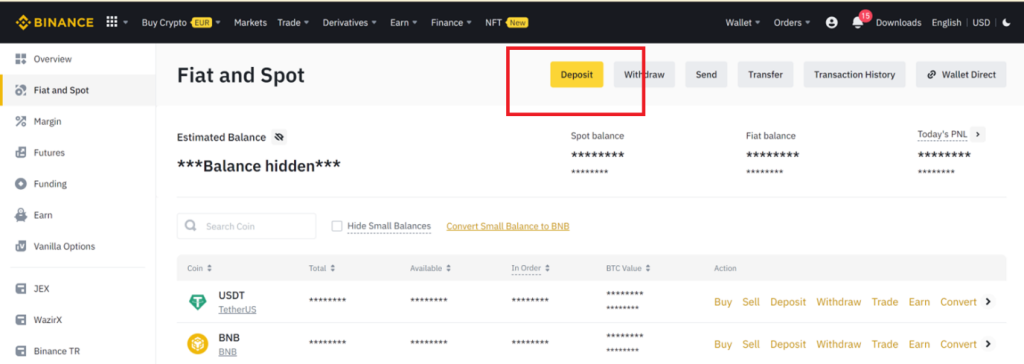 BINANCE Buy Crypto EUR Markets Trade Derivatives Earn Finance NFT New Wallet Orders 15 Downloads English | USD
Overview
Fiat and Spot
Margin
Futures
Funding
Earn
Vanilla Options
JEX
WazirX
Binance TR
Fiat and Spot
Deposit Withdraw Send Transfer Transaction History Wallet Direct
Estimated Balance
***Balance hidden***
Spot balance
********
********
Fiat balance
********
********
Today's PNL
********
********
Search Coin Hide Small Balances Convert Small Balance to BNB
Coin Total Available In Order BTC Value Action
USDT
TetherUS
******** ******** ******** ********
********
Buy Sell Deposit Withdraw Trade Earn Convert
BNB
BNB
******** ******** ******** ********
********
Buy Sell Deposit Withdraw Trade Earn Convert